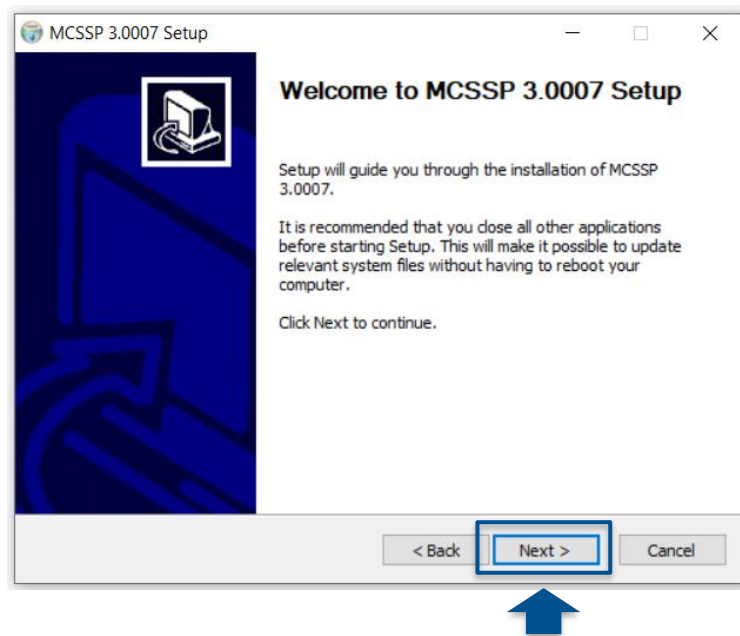 MCSSP 3.0007 Setup
Welcome to MCSSP 3.0007 Setup
Setup will guide you through the installation of MCSSP
3.0007.
It is recommended that you close all other applications
before starting Setup. This will make it possible to update
relevant system files without having to reboot your
computer.
Click Next to continue.
< Back Next > Cancel